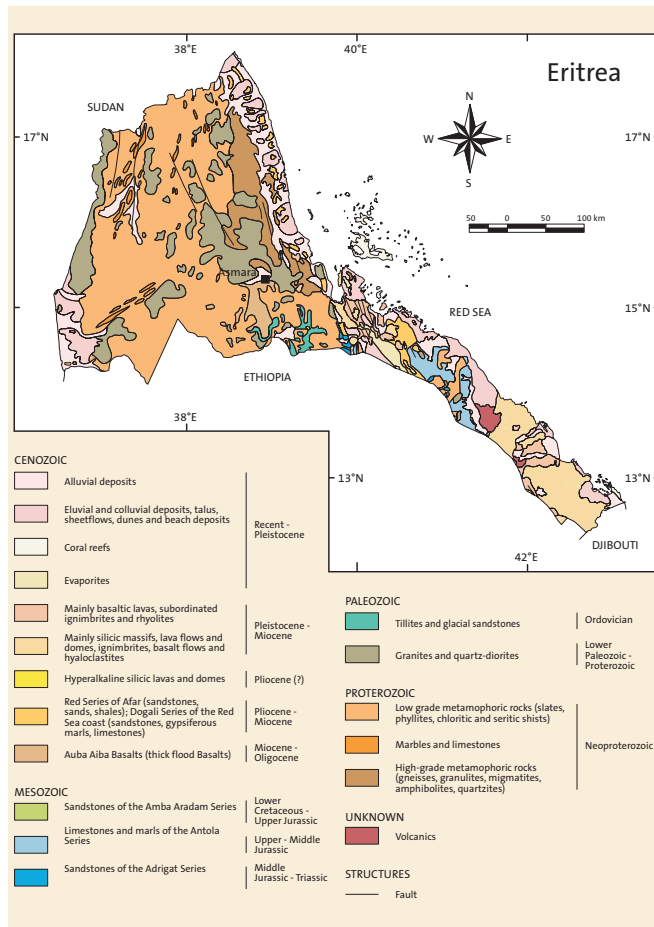 38°E
40°E
Eritrea
SUDAN
N
17°N
W
E
17°N
S
50
0
50
100 km
Asmara
RED SEA
15°N
ETHIOPIA
38°E
13°N
13°N
42°E
DJIBOUTI
CENOZOIC
Alluvial deposits
Eluvial and colluvial deposits, talus,
sheetflows, dunes and beach deposits
Coral reefs
Evaporites
Recent -
Pleistocene
Mainly basaltic lavas, subordinated
ignimbrites and rhyolites
Mainly silicic massifs, lava flows and
domes, ignimbrites, basalt flows and
hyaloclastites
Pleistocene -
Miocene
Hyperalkaline silicic lavas and domes
Pliocene (?)
Red Series of Afar (sandstones,
sands, shales); Dogali Series of the Red
Sea coast (sandstones, gypsiferous
marls, limestones)
Pliocene -
Miocene
Auba Aiba Basalts (thick flood Basalts)
Miocene -
Oligocene
MESOZOIC
Sandstones of the Amba Aradam Series
Lower
Cretaceous -
Upper Jurassic
Limestones and marls of the Antola
Series
Upper - Middle
Jurassic
Sandstones of the Adrigat Series
Middle
Jurassic - Triassic
PALEOZOIC
Tillites and glacial sandstones
Ordovician
Granites and quartz-diorites
Lower
Paleozoic -
Proterozoic
PROTEROZOIC
Low grade metamorphic rocks (slates,
phyllites, chloritic and seritic shists)
Marbles and limestones
High-grade metamorphic rocks
(gneisses, granulites, migmatites,
amphibolites, quartzites)
Neoproterozoic
UNKNOWN
Volcanics
STRUCTURES
Fault